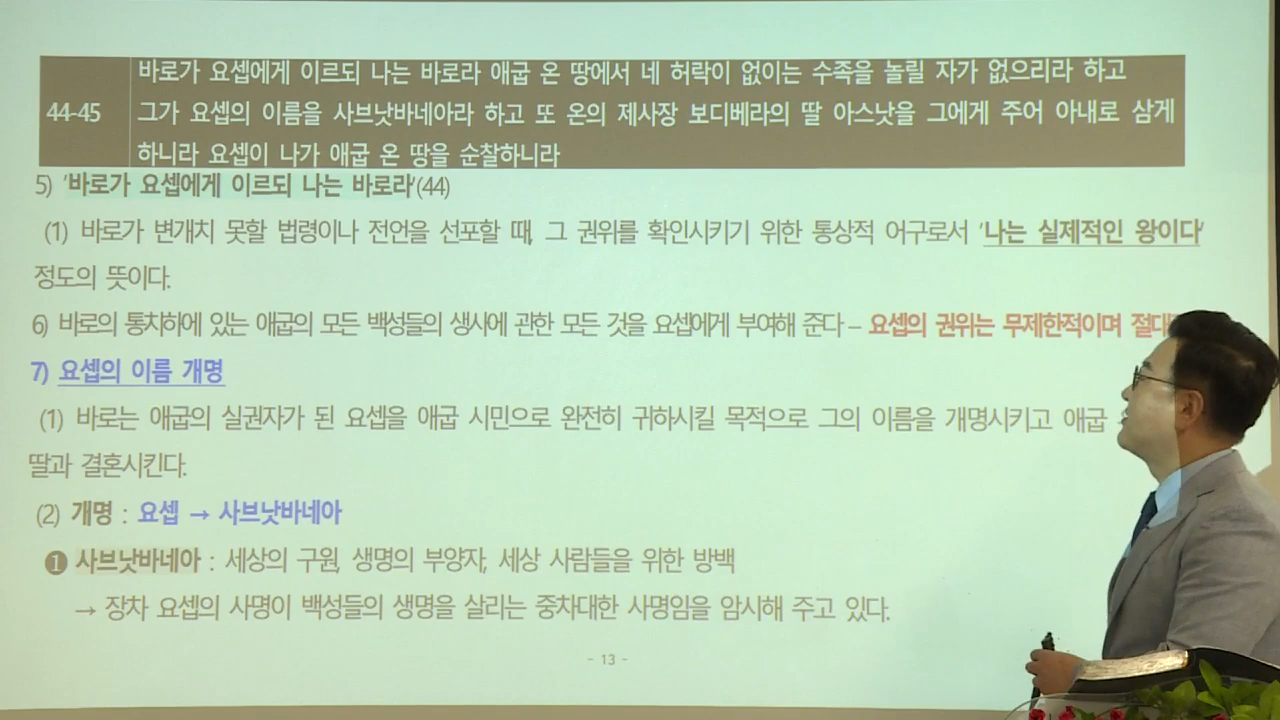 44-45
바로가 요셉에게 이르되 나는 바로라 애굽 온 땅에서 네 허락이 없이는 수족을 놀릴 자가 없으리라 하고
그가 요셉의 이름을 사브낫바네아라 하고 또 온의 제사장 보디베라의 딸 아스낫을 그에게 주어 아내로 삼게
하니라 요셉이 나가 애굽 온 땅을 순찰하니라
5) '바로가 요셉에게 이르되 나는 바로라'(44)
(1) 바로가 변개치 못할 법령이나 전언을 선포할 때, 그 권위를 확인시키기 위한 통상적 어구로서 '나는 실제적인 왕이다'
정도의 뜻이다.
6) 바로의 통치하에 있는 애굽의 모든 백성들의 생사에 관한 모든 것을 요셉에게 부여해 준다 – 요셉의 권위는 무제한적이며
7) 요셉의 이름 개명
(1) 바로는 애굽의 실권자가 된 요셉을 애굽 시민으로 완전히 귀하시킬 목적으로 그의 이름을 개명시키고 애굽
딸과 결혼시킨다.
(2) 개명 : 요셉 → 사브낫바네아
❶ 사브낫바네아 : 세상의 구원, 생명의 부양자, 세상 사람들을 위한 방백
→ 장차 요셉의 사명이 백성들의 생명을 살리는 중차대한 사명임을 암시해 주고 있다.
- 13 -